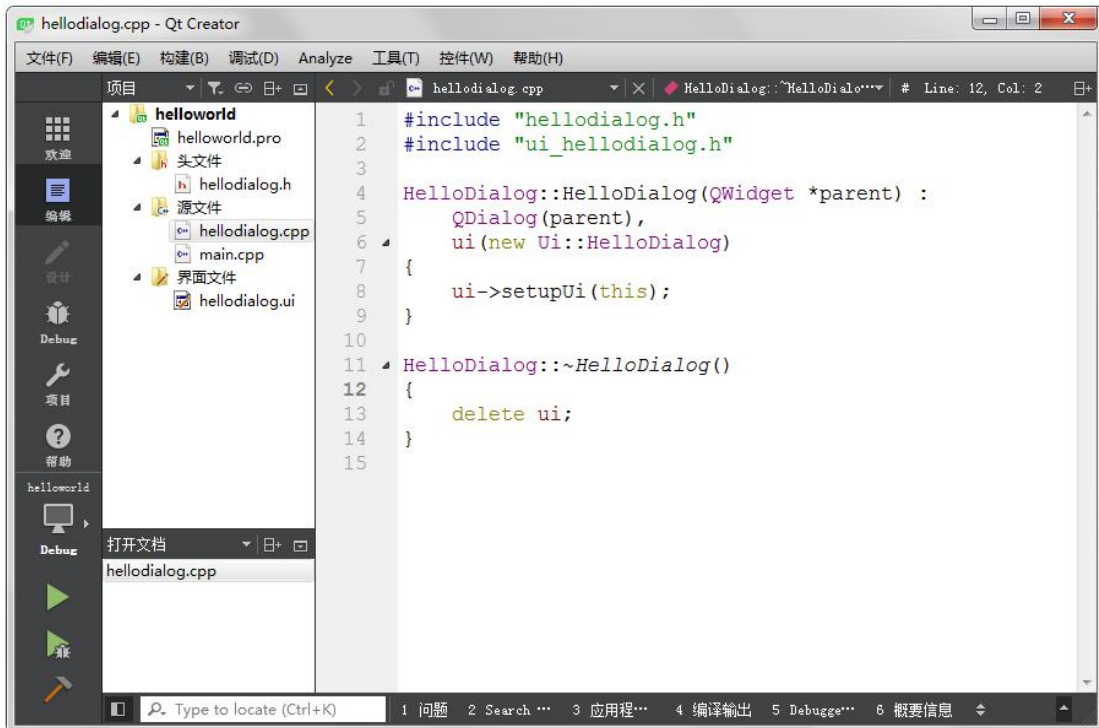 hellodialog.cpp - Qt Creator
文件(F) 编辑(E) 构建(B) 调试(D) Analyze 工具(T) 控件(W) 帮助(H)
项目
hellodialog.cpp
HelloDialog::~HelloDialo…
# Line: 12, Col: 2
欢迎
编辑
设计
Debug
项目
帮助
helloworld
Debug
helloworld
helloworld.pro
头文件
hellodialog.h
源文件
hellodialog.cpp
main.cpp
界面文件
hellodialog.ui
打开文档
hellodialog.cpp
1 #include "hellodialog.h"
2 #include "ui_hellodialog.h"
3
4 HelloDialog::HelloDialog(QWidget *parent) :
5     QDialog(parent),
6     ui(new Ui::HelloDialog)
7 {
8     ui->setupUi(this);
9 }
10
11 HelloDialog::~HelloDialog()
12 {
13     delete ui;
14 }
15
Type to locate (Ctrl+K)
1 问题 2 Search … 3 应用程… 4 编译输出 5 Debugge… 6 概要信息